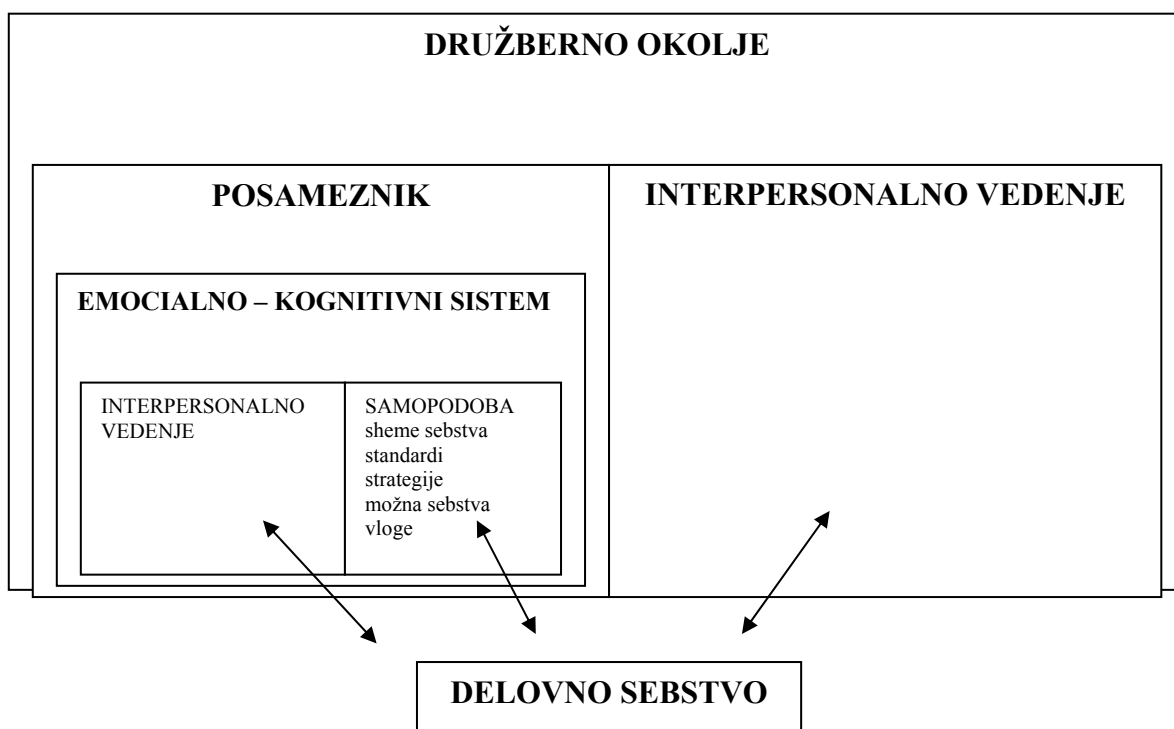 DRUŽBERNO OKOLJE
POSAMEZNIK
INTERPERSONALNO VEDENJE
EMOCIALNO – KOGNITIVNI SISTEM
INTERPERSONALNO
VEDENJE
SAMOPODOBA
sheme sebstva
standardi
strategije
možna sebstva
vloge
DELOVNO SEBSTVO